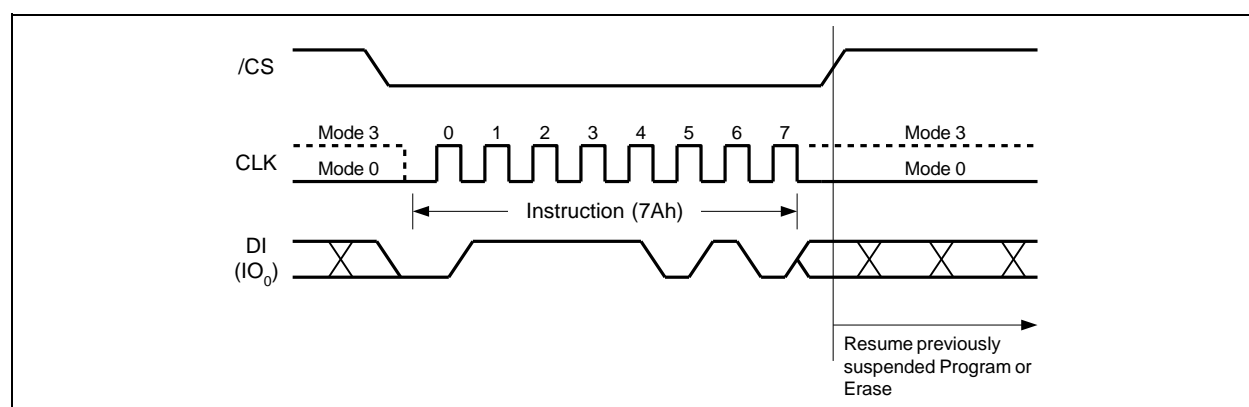 /CS
Mode 3 0 1 2 3 4 5 6 7 Mode 3
CLK
Mode 0 Mode 0
Instruction (7Ah)
DI
(IO0)
Resume previously
suspended Program or
Erase